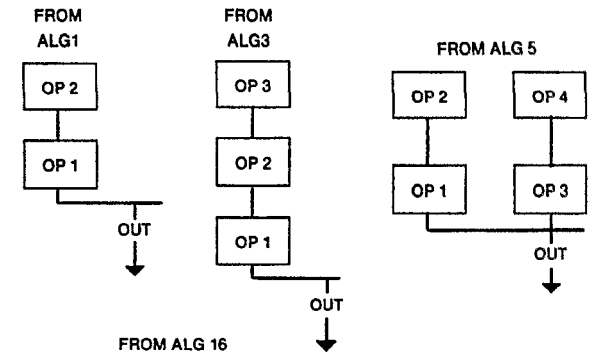 FROM
ALG1
OP 2
OP 1
OUT
FROM
ALG3
OP 3
OP 2
OP 1
OUT
FROM ALG 5
OP 2
OP 4
OP 1
OP 3
OUT
FROM ALG 16